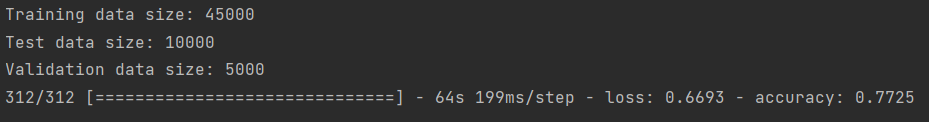 Training data size: 45000
Test data size: 10000
Validation data size: 5000
312/312 [==============================] - 64s 199ms/step - loss: 0.6693 - accuracy: 0.7725